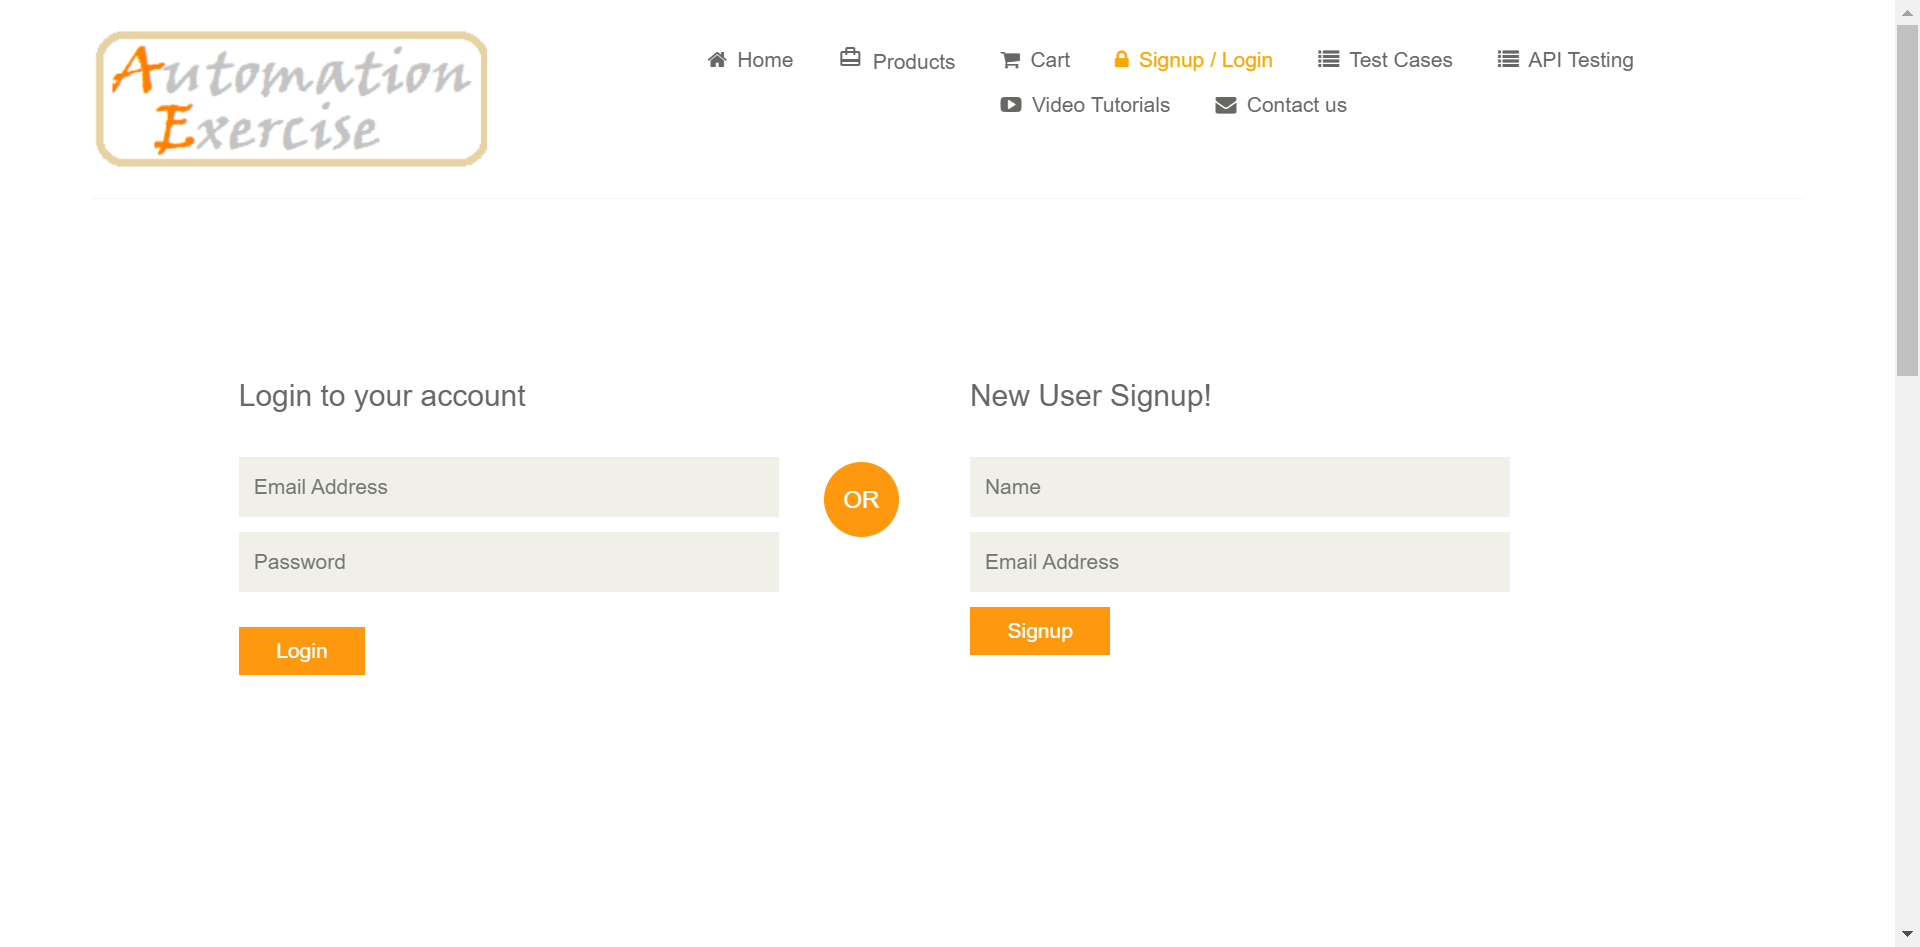 Automation
Exercise
Home Products Cart Signup / Login Test Cases API Testing
Video Tutorials Contact us
Login to your account
Email Address
Password
Login
OR
New User Signup!
Name
Email Address
Signup